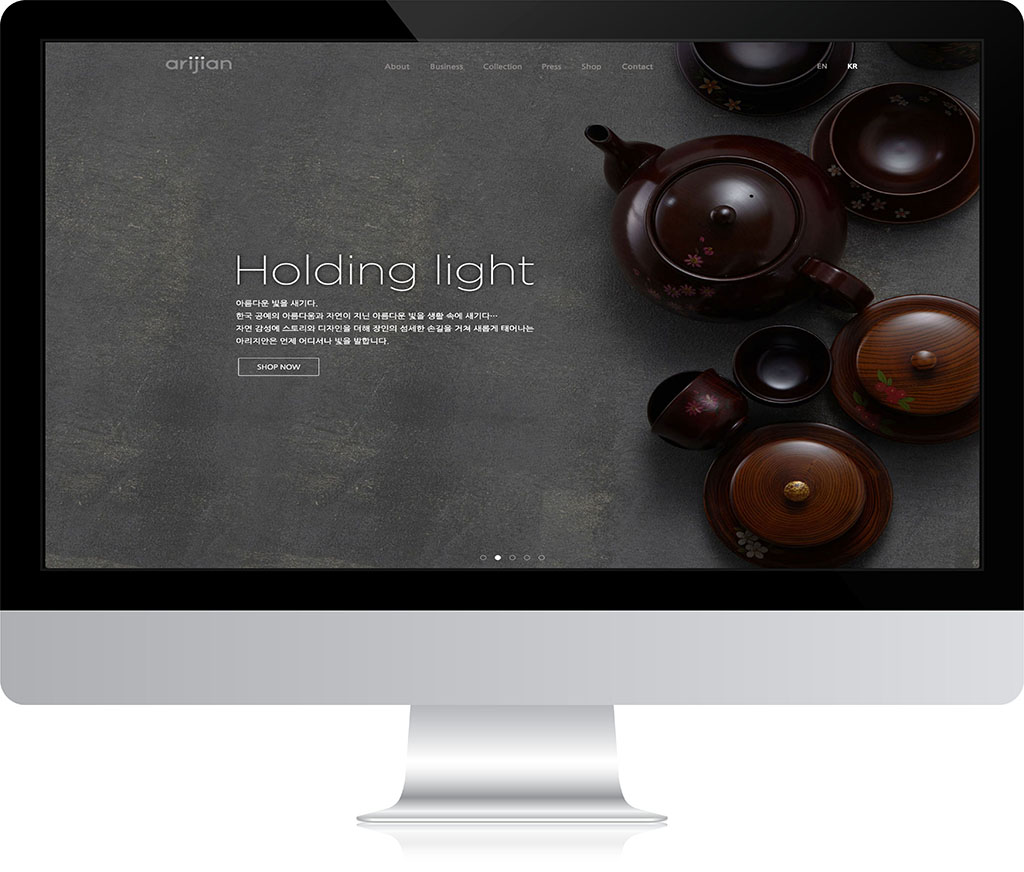 arijian
About Business Collection Press Shop Contact EN KR
Holding light
아름다운 빛을 새기다.
한국 공예의 아름다움과 자연이 지닌 아름다운 빛을 생활 속에 새기다…
자연 감성에 스토리와 디자인을 더해 장인의 섬세한 손길을 거쳐 새롭게 태어나는
아리지안은 언제 어디서나 빛을 발합니다.
SHOP NOW